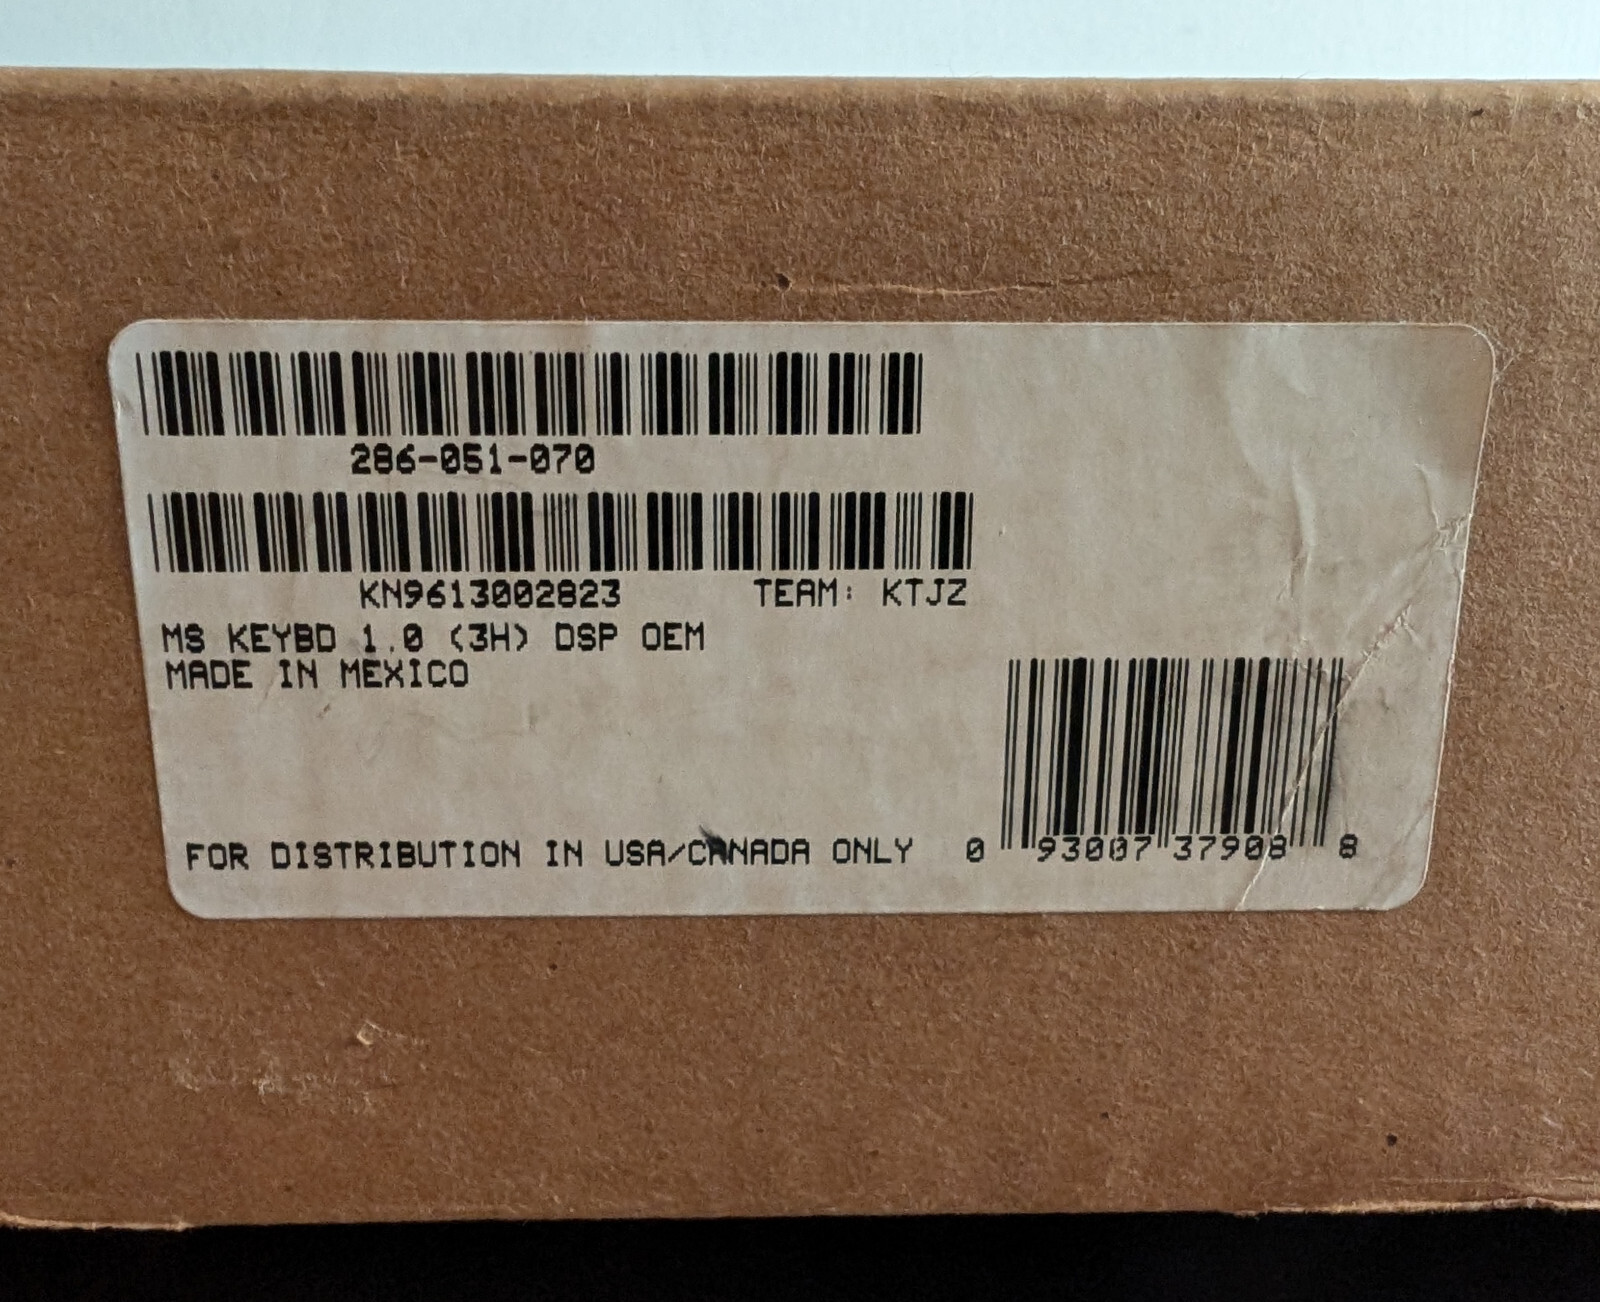 286-051-070
KN9613002823 TEAM: KTJZ
MS KEYBD 1.0 (3H) DSP OEM
MADE IN MEXICO
FOR DISTRIBUTION IN USA/CANADA ONLY 0 93007 37908 8